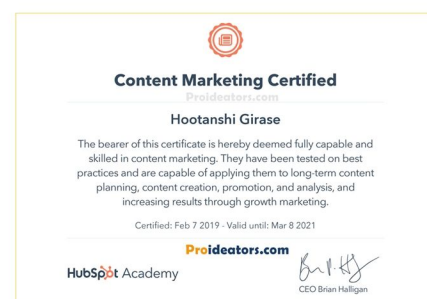 Content Marketing Certified
Proideators.com
Hootanshi Girase
The bearer of this certificate is hereby deemed fully capable and
skilled in content marketing. They have been tested on best
practices and are capable of applying them to long-term content
planning, content creation, promotion, and analysis, and
increasing results through growth marketing.
Certified: Feb 7 2019 - Valid until: Mar 8 2021
Proideators.com
HubSpot Academy
CEO Brian Halligan